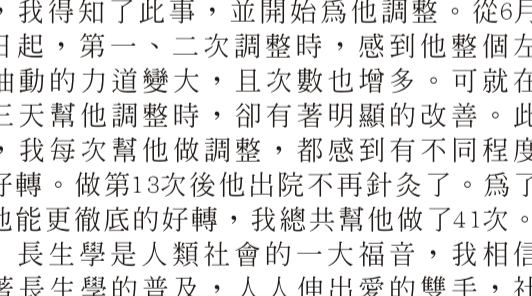 ，我得知了此事，並開始為他調整。從6月
日起，第一、二次調整時，感到他整個左
抽動的力道變大，且次數也增多。可就在
三天幫他調整時，卻有著明顯的改善。此
，我每次幫他做調整，都感到有不同程度
好轉。做第13次後他出院不再針灸了。爲了
他能更徹底的好轉，我總共幫他做了41次。
長生學是人類社會的一大福音，我相信
著長生學的普及，人人伸出愛的雙手，社